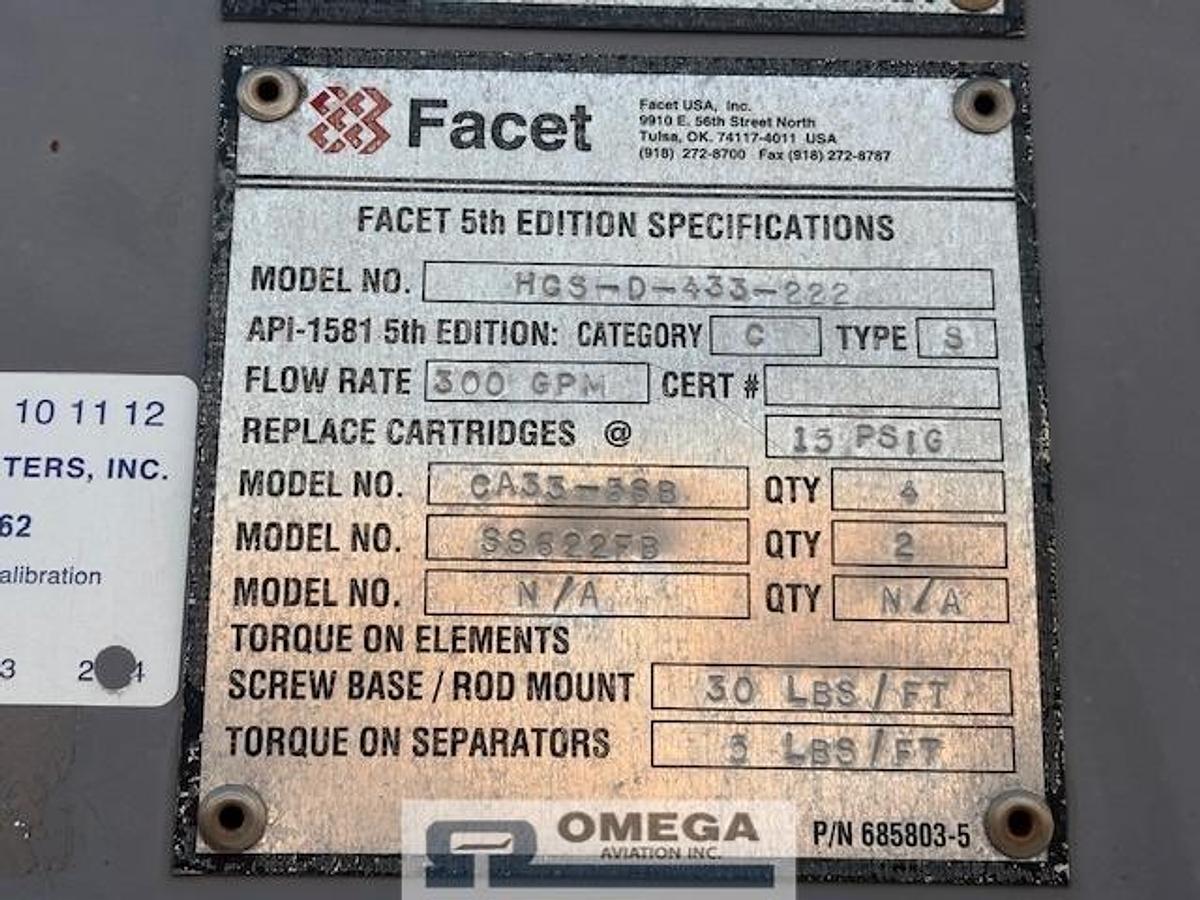 Facet
Facet USA, Inc.
9910 E. 56th Street North
Tulsa, OK. 74117-4011 USA
(918) 272-8700 Fax (918) 272-8787
FACET 5th EDITION SPECIFICATIONS
MODEL NO. HGS-D-433-222
API-1581 5th EDITION: CATEGORY C TYPE S
FLOW RATE 300 GPM CERT #
REPLACE CARTRIDGES @ 15 PSIG
MODEL NO. CA33-3SB QTY 4
MODEL NO. SS622FB QTY 2
MODEL NO. N/A QTY N/A
TORQUE ON ELEMENTS
SCREW BASE / ROD MOUNT 30 LBS/FT
TORQUE ON SEPARATORS 3 LBS/FT
P/N 685803-5
10 11 12
TERS, INC.
62
alibration
3
OMEGA
AVIATION INC.